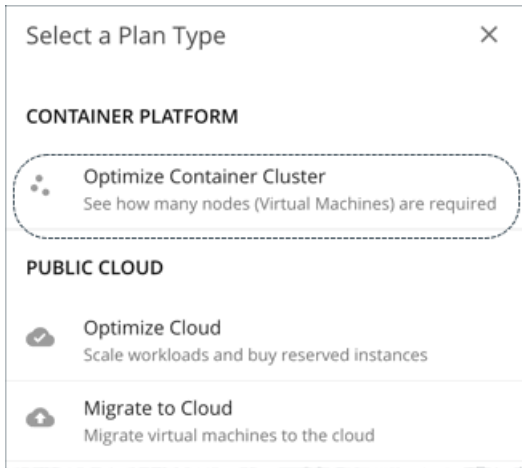 Select a Plan Type
CONTAINER PLATFORM
Optimize Container Cluster
See how many nodes (Virtual Machines) are required
PUBLIC CLOUD
Optimize Cloud
Scale workloads and buy reserved instances
Migrate to Cloud
Migrate virtual machines to the cloud